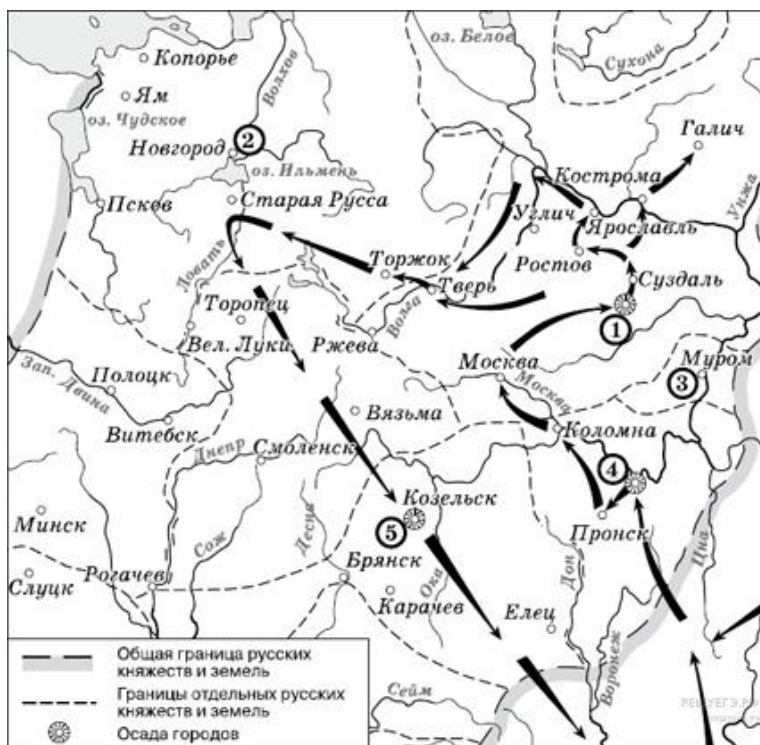 оз. Белое
Сухона
Копорье
Волхов
Ям
оз. Чудское
Галич
Новгород
2
оз. Ильмень
Кострома
Унжа
Псков
Старая Русса
Углич
Ярославль
Ловать
Торжок
Ростов
Суздаль
Тверь
Торопец
Волга
1
Вел. Луки
Ржева
Москва
Муром
Зап. Двина
Москва
3
Полоцк
Вязьма
Коломна
Витебск
Днепр
Смоленск
4
Козельск
Минск
5
Пронск
Сож
Десна
Цна
Слуцк
Рогачев
Брянск
Ока
Дон
Карачев
Елец
Воронеж
Общая граница русских
княжеств и земель
Границы отдельных русских
княжеств и земель
Сейм
Осада городов